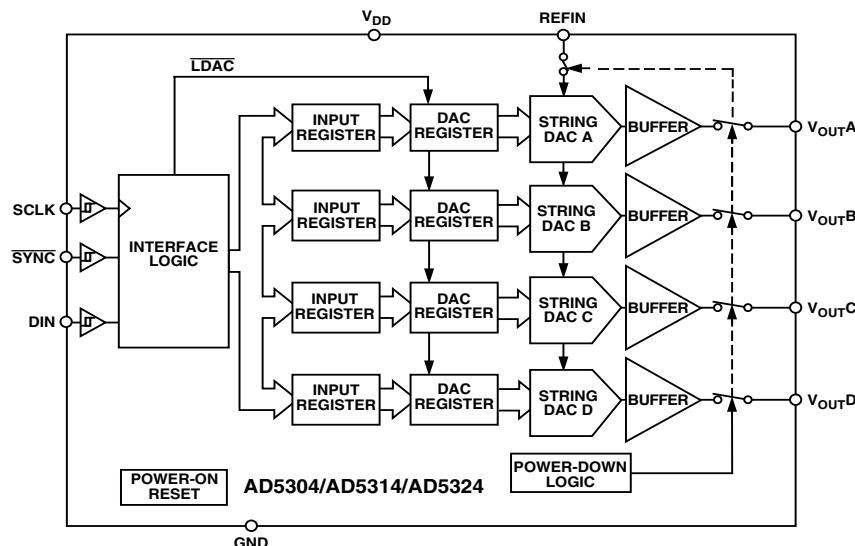 VDD
REFIN
LDAC
INPUT
REGISTER
DAC
REGISTER
STRING
DAC A
BUFFER
VOUTA
SCLK
INPUT
REGISTER
DAC
REGISTER
STRING
DAC B
BUFFER
VOUTB
SYNC
INTERFACE
LOGIC
DIN
INPUT
REGISTER
DAC
REGISTER
STRING
DAC C
BUFFER
VOUTC
INPUT
REGISTER
DAC
REGISTER
STRING
DAC D
BUFFER
VOUTD
POWER-ON
RESET
AD5304/AD5314/AD5324
POWER-DOWN
LOGIC
GND